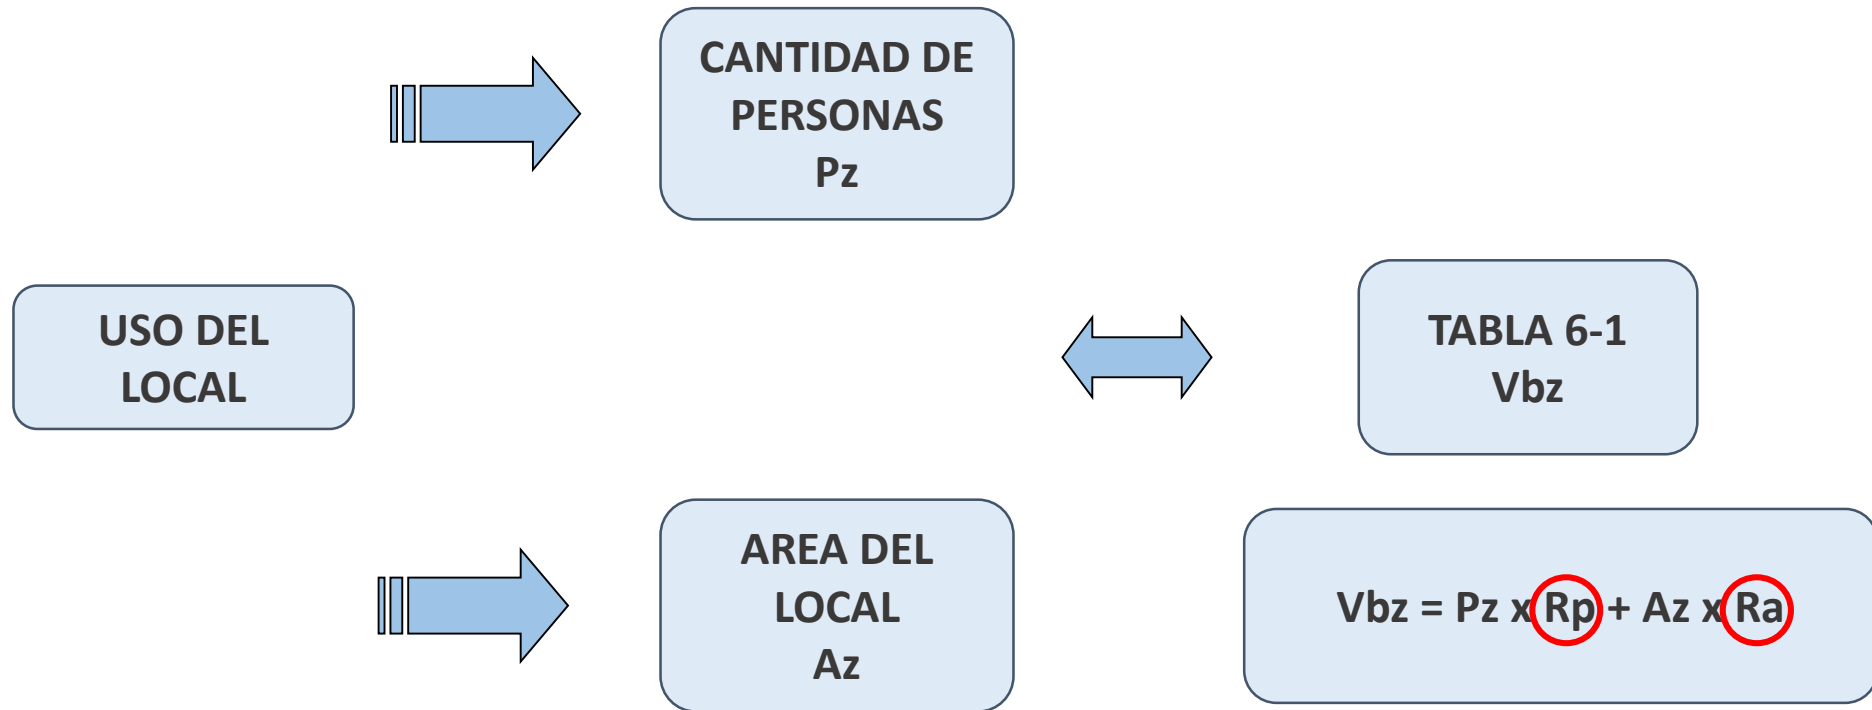 CANTIDAD DE
PERSONAS
Pz
USO DEL
LOCAL
TABLA 6-1
Vbz
AREA DEL
LOCAL
Az
Vbz = Pz x Rp + Az x Ra